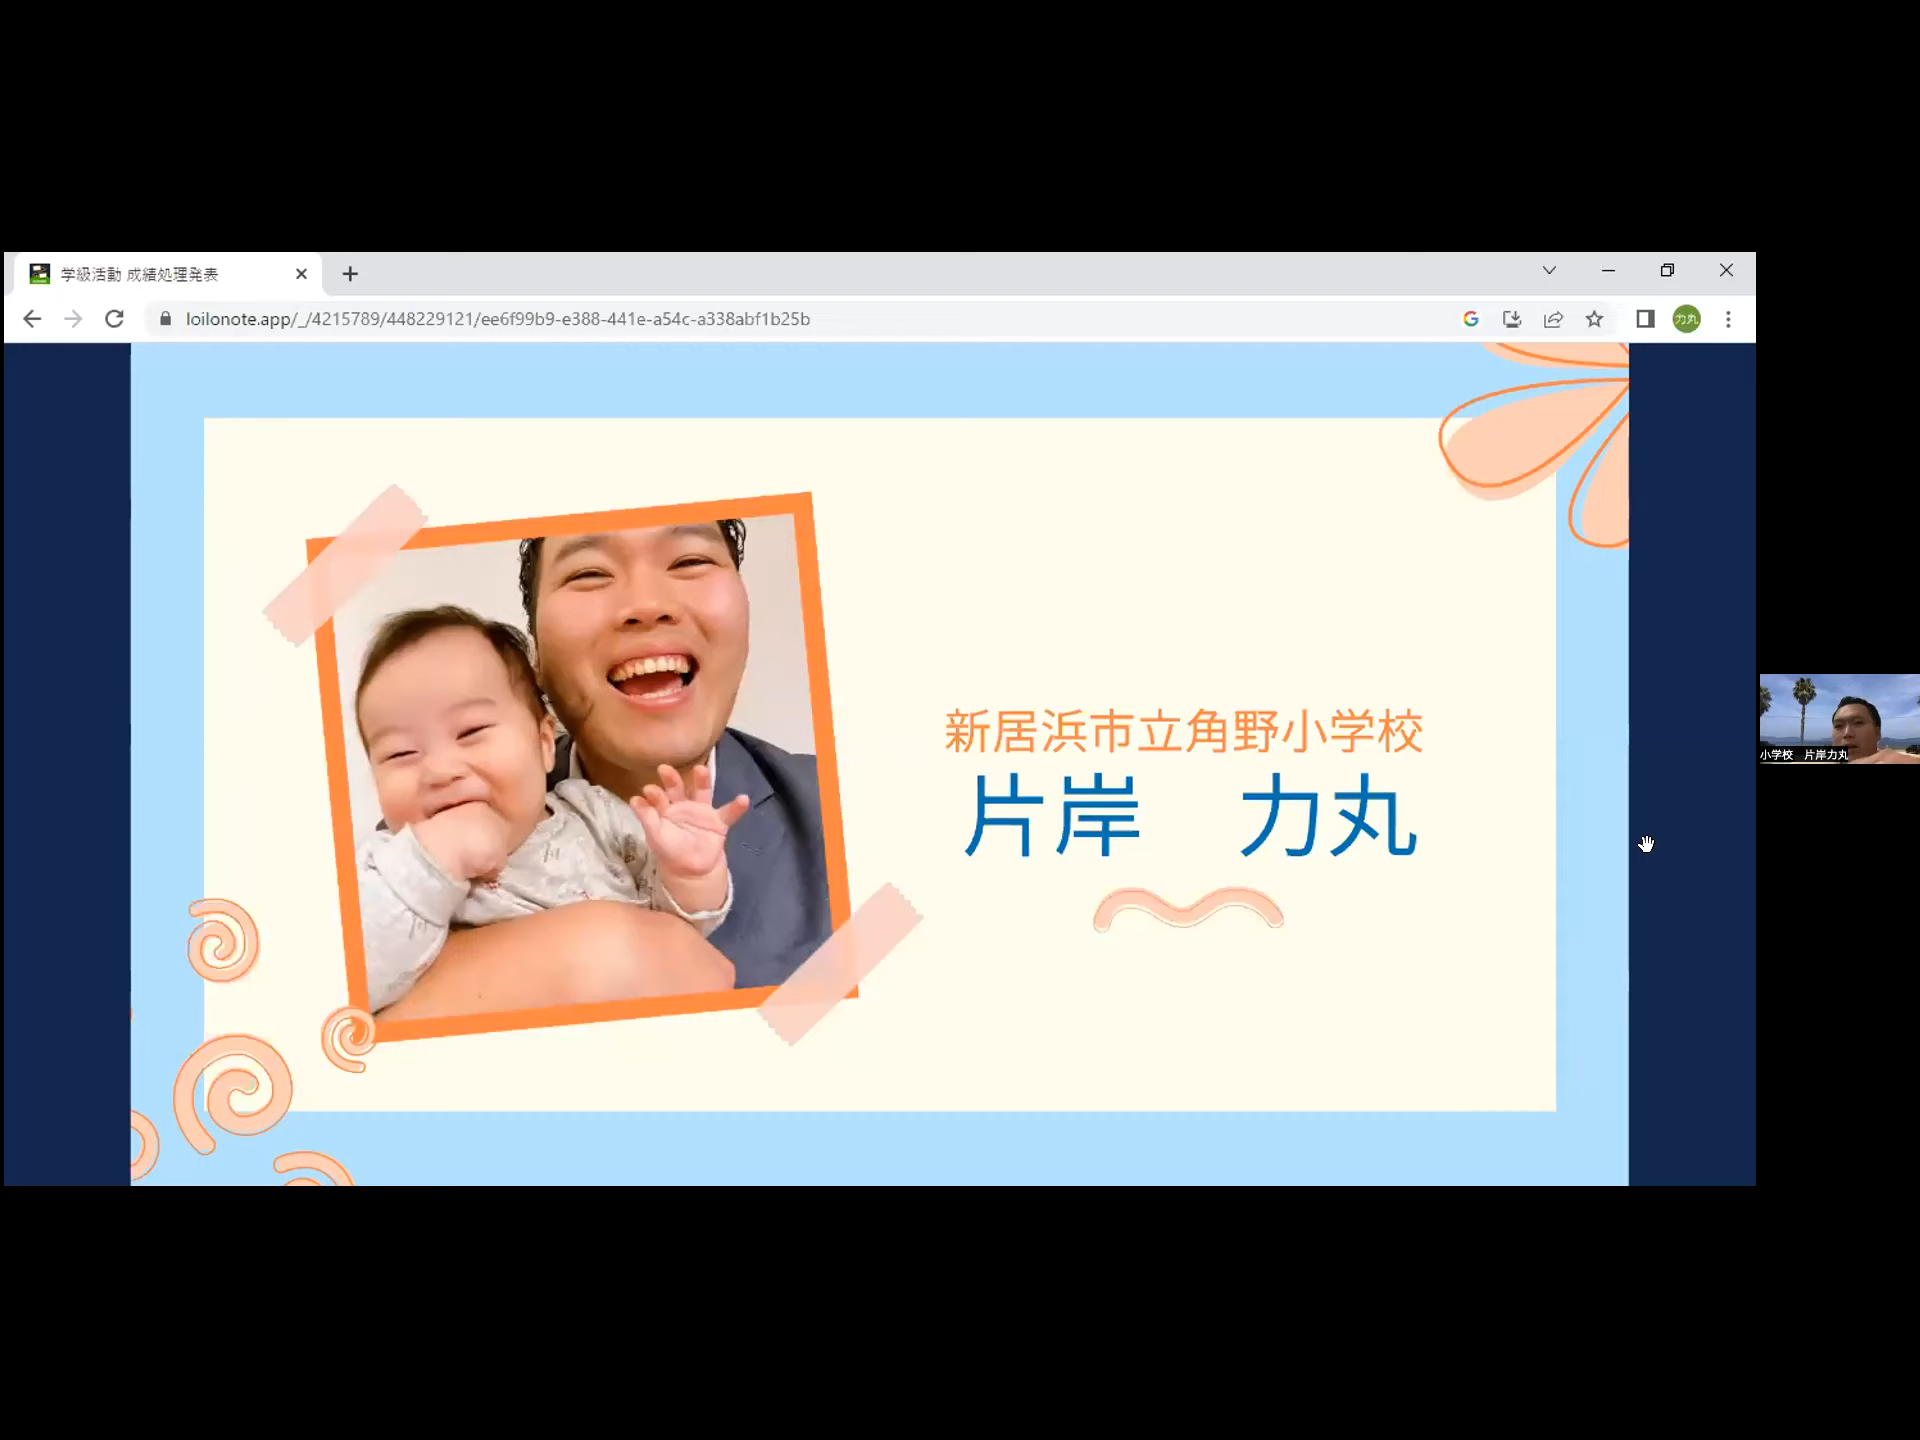 学級活動 成績処理発表
loilonote.app/_/4215789/448229121/ee6f99b9-e388-441e-a54c-a338abf1b25b
力丸
新居浜市立角野小学校
片岸　力丸
小学校　片岸力丸